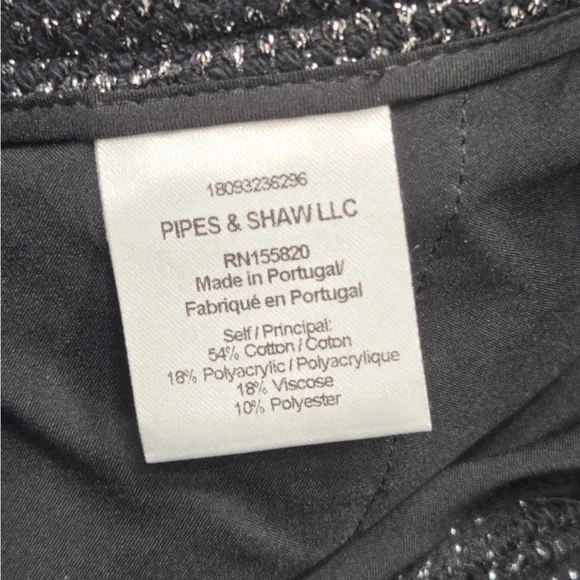 18093236296
PIPES & SHAW LLC
RN155820
Made in Portugal/
Fabriqué en Portugal
Self / Principal:
54% Cotton / Coton
18% Polyacrylic / Polyacrylique
18% Viscose
10% Polyester